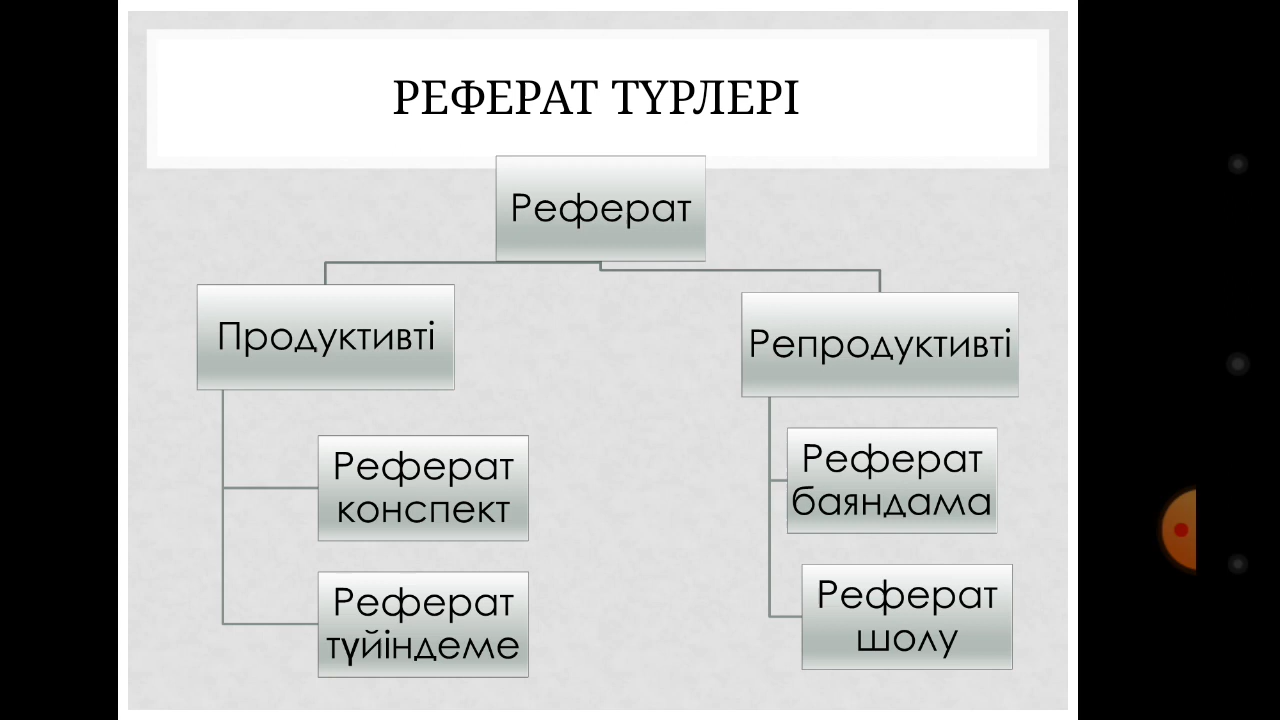 РЕФЕРАТ ТҮРЛЕРІ
Реферат
Продуктивті
Репродуктивті
Реферат
конспект
Реферат
түйіндеме
Реферат
баяндама
Реферат
шолу